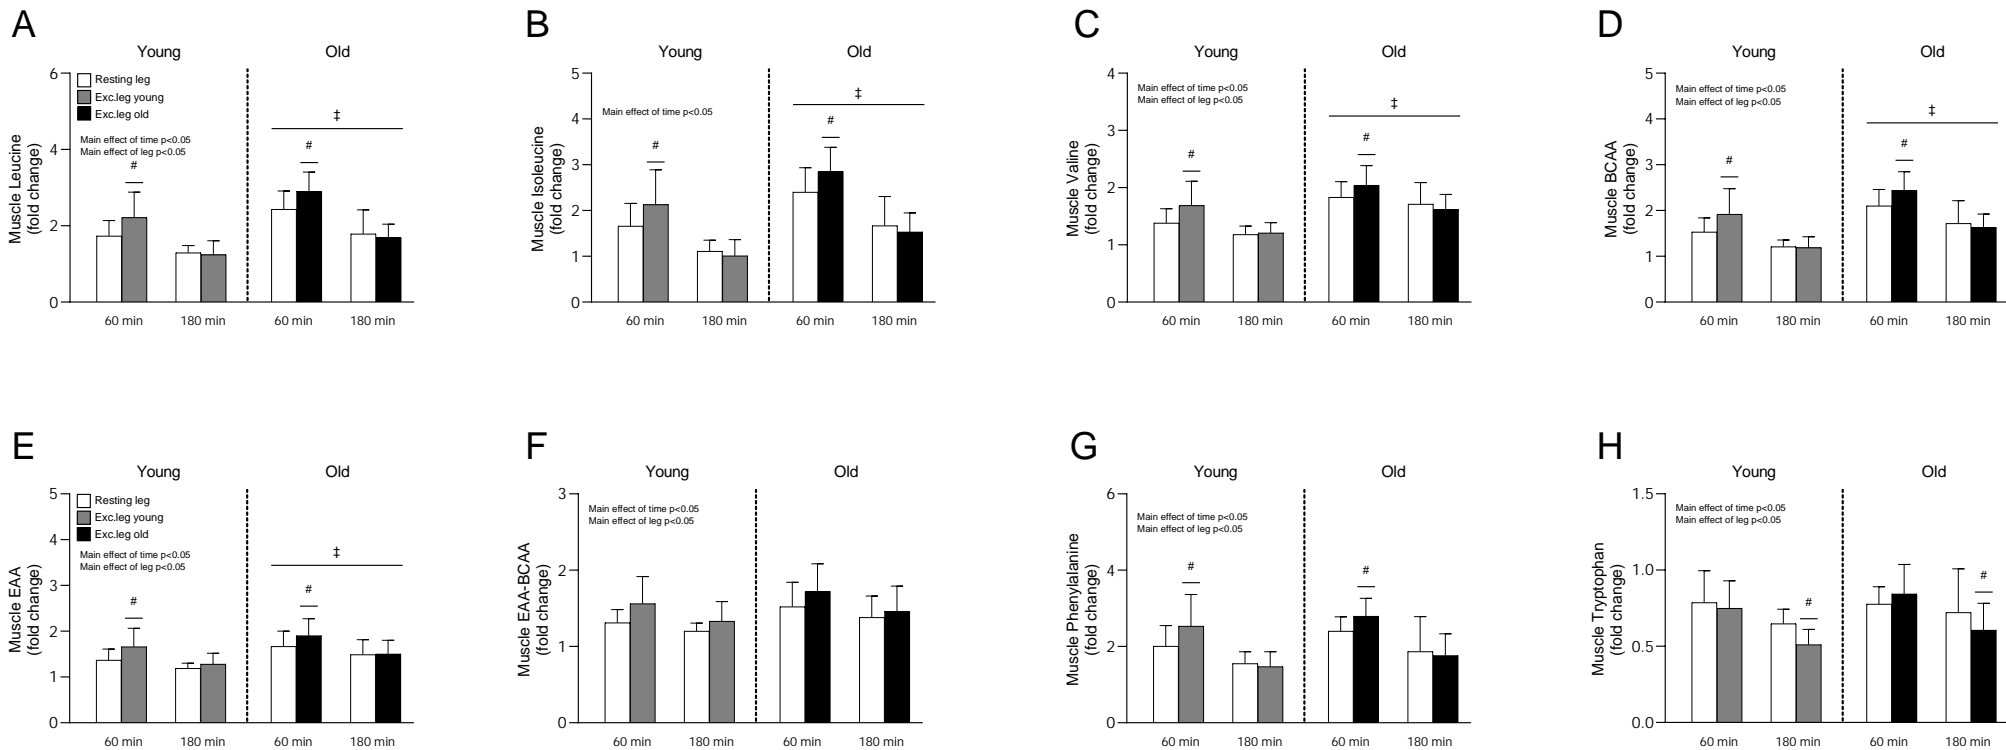 A
Young
Old
6
4
2
0
Muscle Leucine
(fold change)
Resting leg
Exc.leg young
Exc.leg old
Main effect of time p<0.05
Main effect of leg p<0.05
#
‡
#
60 min
180 min
60 min
180 min
B
Young
Old
5
4
3
2
1
0
Muscle Isoleucine
(fold change)
Main effect of time p<0.05
#
‡
#
60 min
180 min
60 min
180 min
C
Young
Old
4
3
2
1
0
Muscle Valine
(fold change)
Main effect of time p<0.05
Main effect of leg p<0.05
#
‡
#
60 min
180 min
60 min
180 min
D
Young
Old
5
4
3
2
1
0
Muscle BCAA
(fold change)
Main effect of time p<0.05
Main effect of leg p<0.05
#
‡
#
60 min
180 min
60 min
180 min
E
Young
Old
5
4
3
2
1
0
Muscle EAA
(fold change)
Resting leg
Exc.leg young
Exc.leg old
Main effect of time p<0.05
Main effect of leg p<0.05
#
‡
#
60 min
180 min
60 min
180 min
F
Young
Old
3
2
1
0
Muscle EAA-BCAA
(fold change)
Main effect of time p<0.05
Main effect of leg p<0.05
60 min
180 min
60 min
180 min
G
Young
Old
6
4
2
0
Muscle Phenylalanine
(fold change)
Main effect of time p<0.05
Main effect of leg p<0.05
#
#
60 min
180 min
60 min
180 min
H
Young
Old
1.5
1.0
0.5
0.0
Muscle Tryptophan
(fold change)
Main effect of time p<0.05
Main effect of leg p<0.05
#
#
60 min
180 min
60 min
180 min